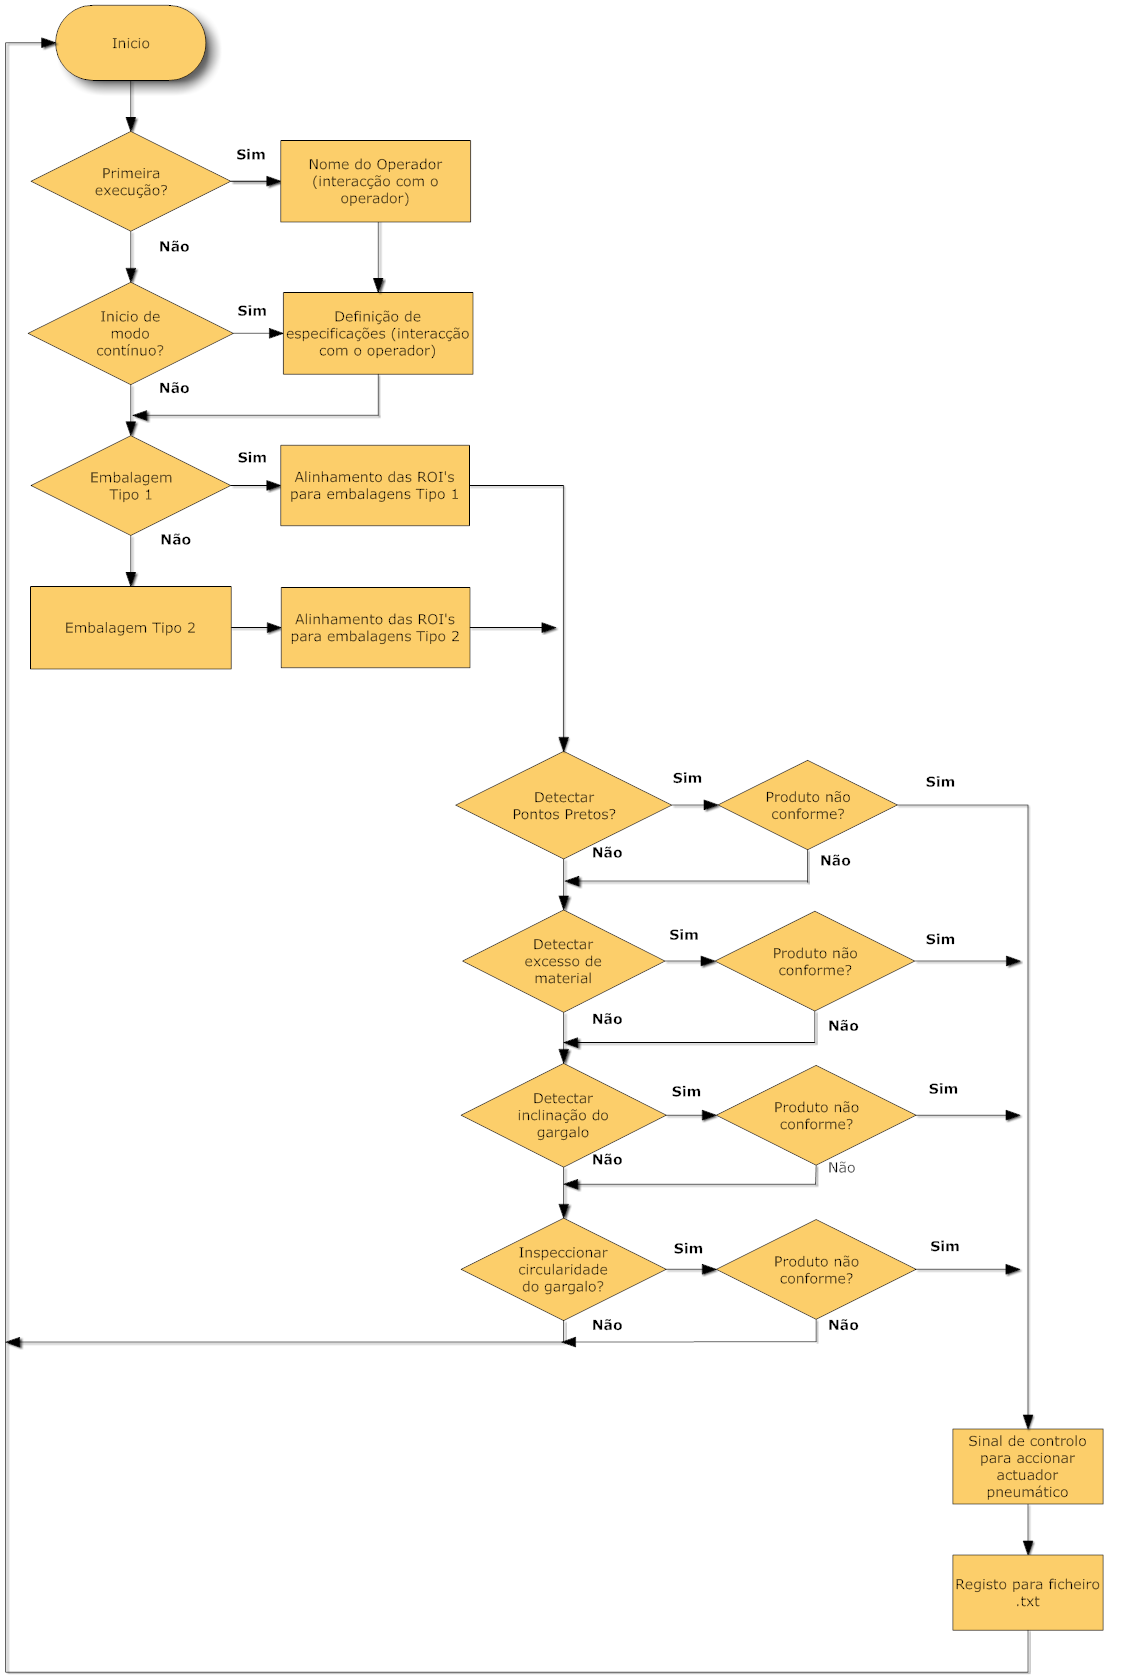 Inicio
Primeira
execução?
Sim
Nome do Operador
(interacção com o
operador)
Não
Inicio de
modo
contínuo?
Sim
Definição de
especificações (interacção
com o operador)
Não
Embalagem
Tipo 1
Sim
Alinhamento das ROI's
para embalagens Tipo 1
Não
Embalagem Tipo 2
Alinhamento das ROI's
para embalagens Tipo 2
Detectar
Pontos Pretos?
Sim
Produto não
conforme?
Sim
Não
Não
Detectar
excesso de
material
Sim
Produto não
conforme?
Sim
Não
Não
Detectar
inclinação do
gargalo
Sim
Produto não
conforme?
Sim
Não
Não
Inspeccionar
circularidade
do gargalo?
Sim
Produto não
conforme?
Sim
Não
Não
Sinal de controlo
para accionar
actuador
pneumático
Registo para ficheiro
.txt